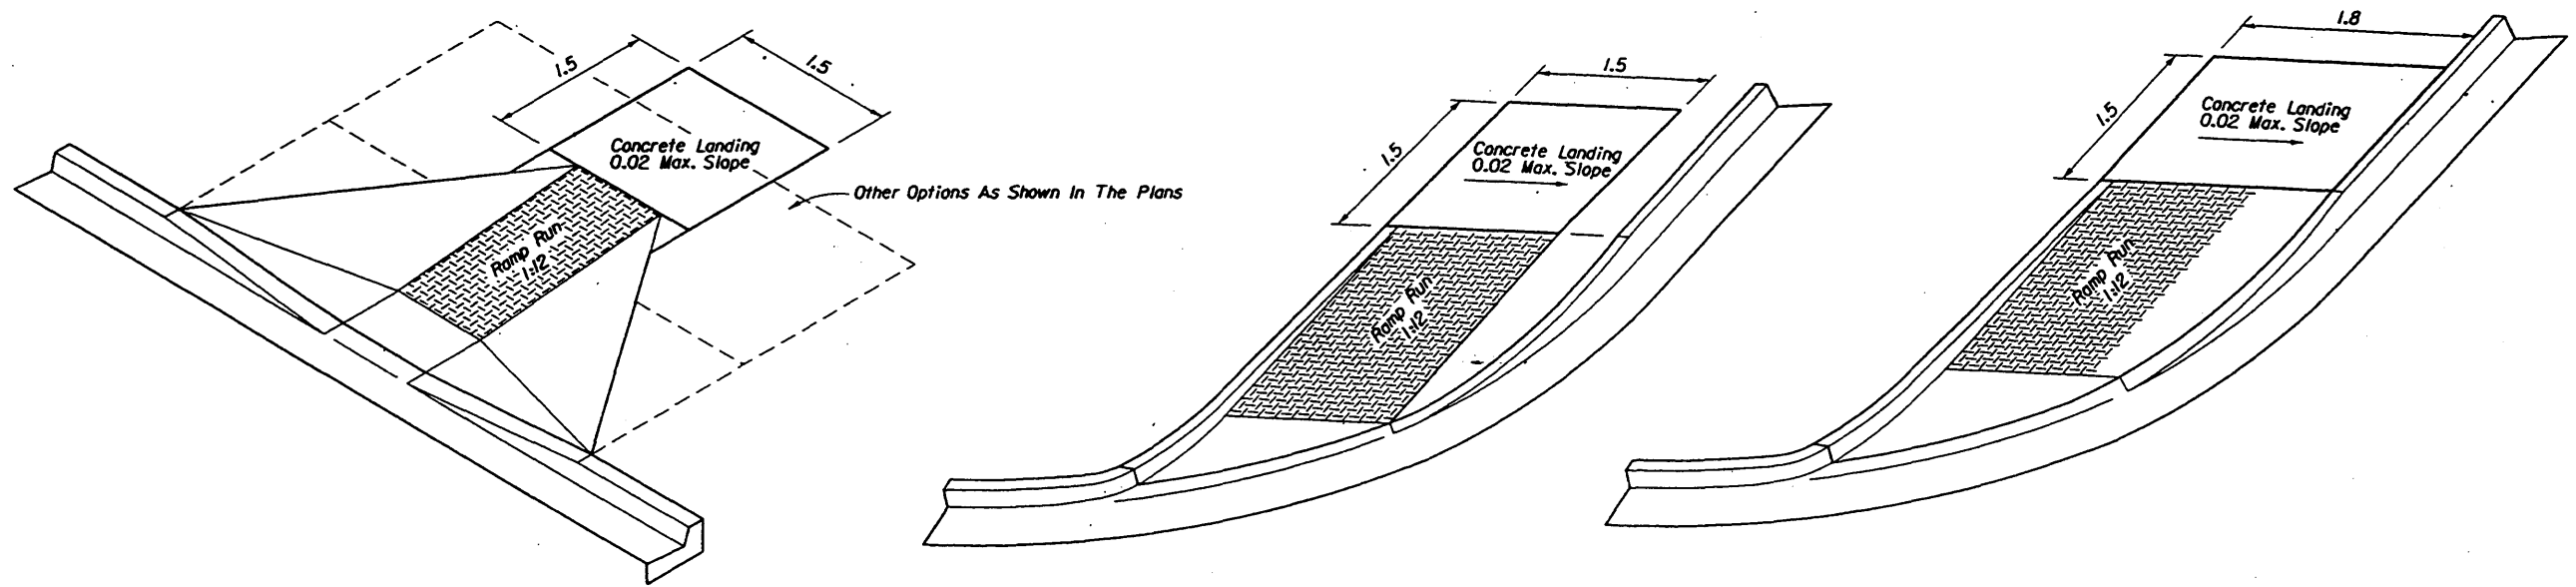 1.5
1.5
Concrete Landing
0.02 Max. Slope
Ramp Run
1:12
Other Options As Shown In The Plans
1.5
1.5
Concrete Landing
0.02 Max. Slope
Ramp Run
1:12
1.8
1.5
Concrete Landing
0.02 Max. Slope
Ramp Run
1:12